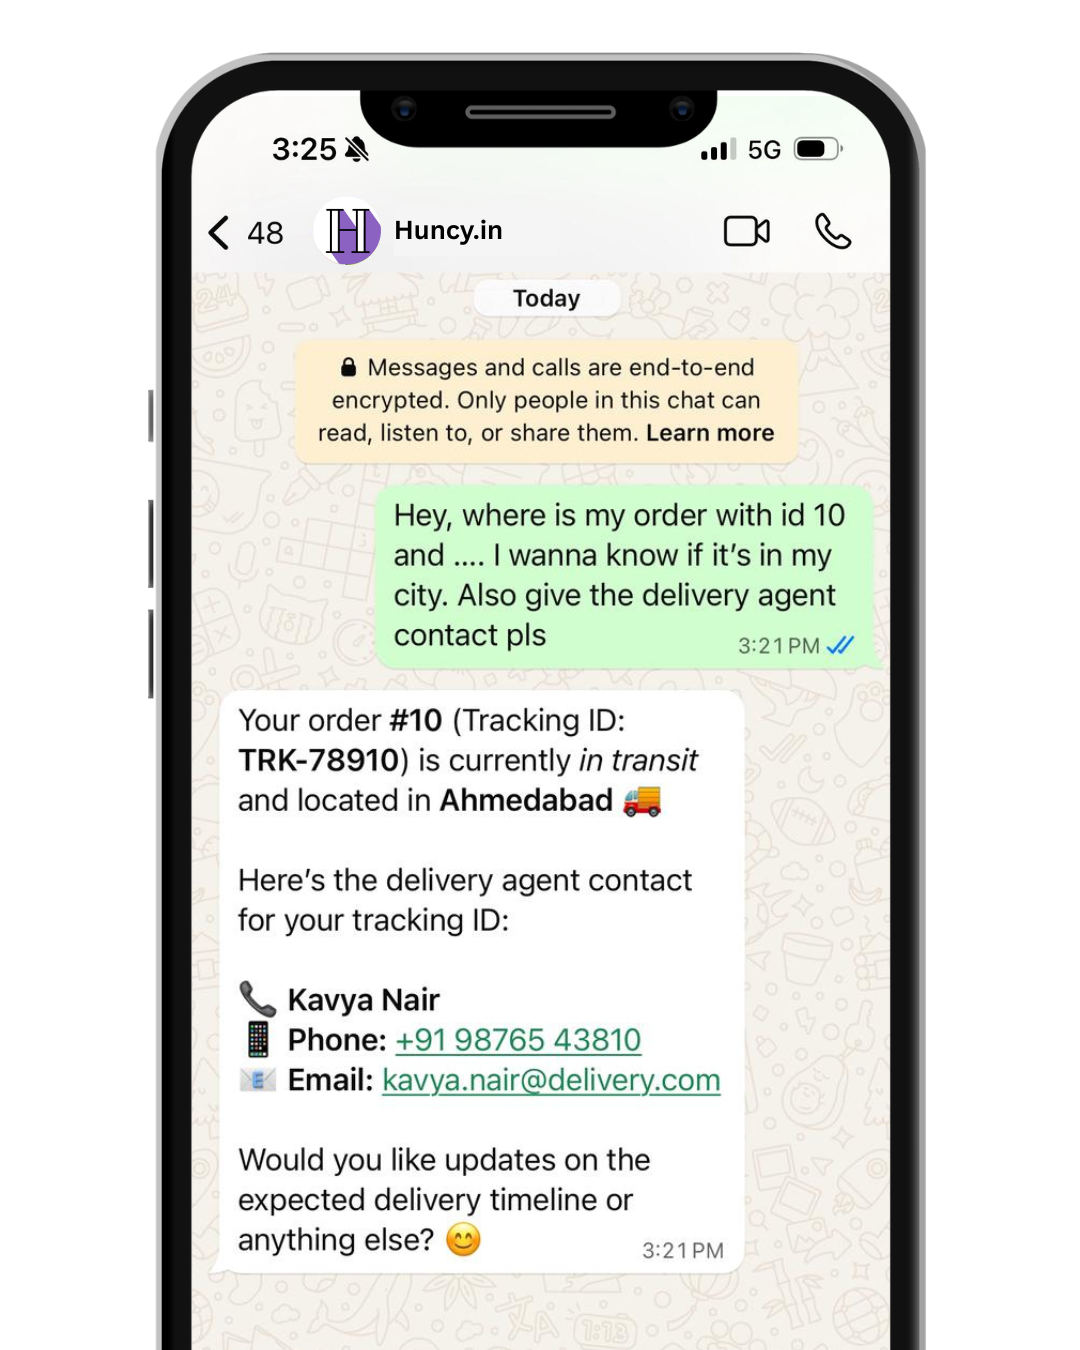 3:25 5G
48 H Huncy.in
Today
Messages and calls are end-to-end
encrypted. Only people in this chat can
read, listen to, or share them. Learn more
Hey, where is my order with id 10
and .... I wanna know if it’s in my
city. Also give the delivery agent
contact pls 3:21 PM
Your order #10 (Tracking ID:
TRK-78910) is currently in transit
and located in Ahmedabad 🚚
Here’s the delivery agent contact
for your tracking ID:
📞 Kavya Nair
📱 Phone: +91 98765 43810
📧 Email: kavya.nair@delivery.com
Would you like updates on the
expected delivery timeline or
anything else? 😊 3:21 PM